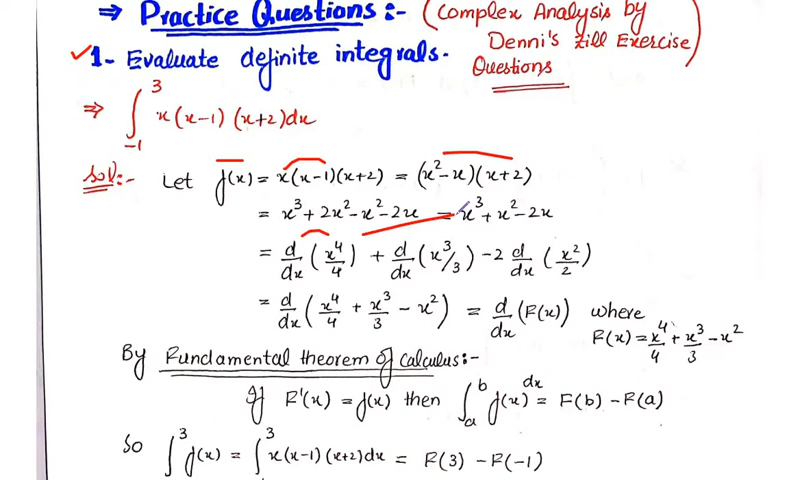 ⇒ Practice Questions:- (Complex Analysis by
Denni's Zill Exercise
Questions)
✓1- Evaluate definite integrals.
⇒ ∫_{-1}^{3} x(x-1)(x+2)dx
Sol:- Let f(x) = x(x-1)(x+2) = (x²-x)(x+2)
= x³+2x²-x²-2x = x³+x²-2x
= d/dx (x⁴/4) + d/dx (x³/3) -2 d/dx (x²/2)
= d/dx (x⁴/4 + x³/3 - x²) = d/dx (F(x)) where
F(x) = x⁴/4 + x³/3 - x²
By Fundamental theorem of Calculus:-
If F'(x) = f(x) then ∫_a^b f(x) dx = F(b) - F(a)
So ∫^3 f(x) = ∫^3 x(x-1)(x+2)dx = F(3) - F(-1)